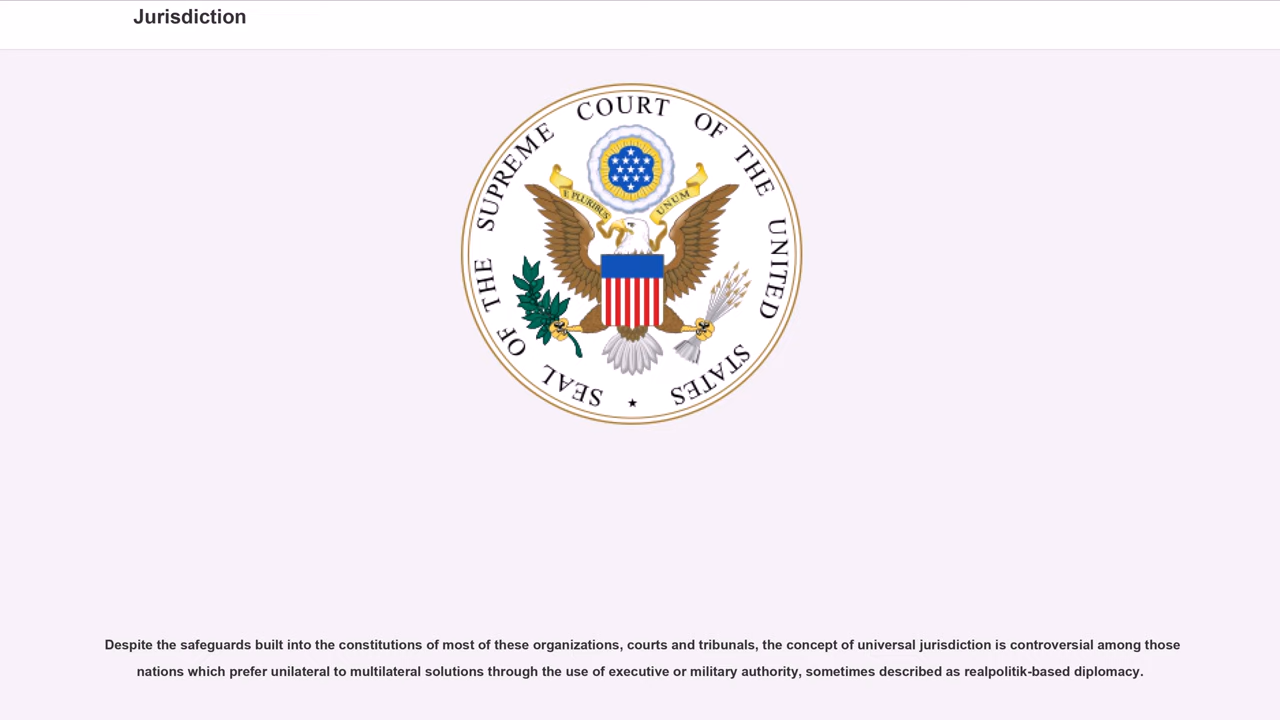 Jurisdiction
SEAL OF THE SUPREME COURT OF THE UNITED STATES
E PLURIBUS UNUM
Despite the safeguards built into the constitutions of most of these organizations, courts and tribunals, the concept of universal jurisdiction is controversial among those
nations which prefer unilateral to multilateral solutions through the use of executive or military authority, sometimes described as realpolitik-based diplomacy.